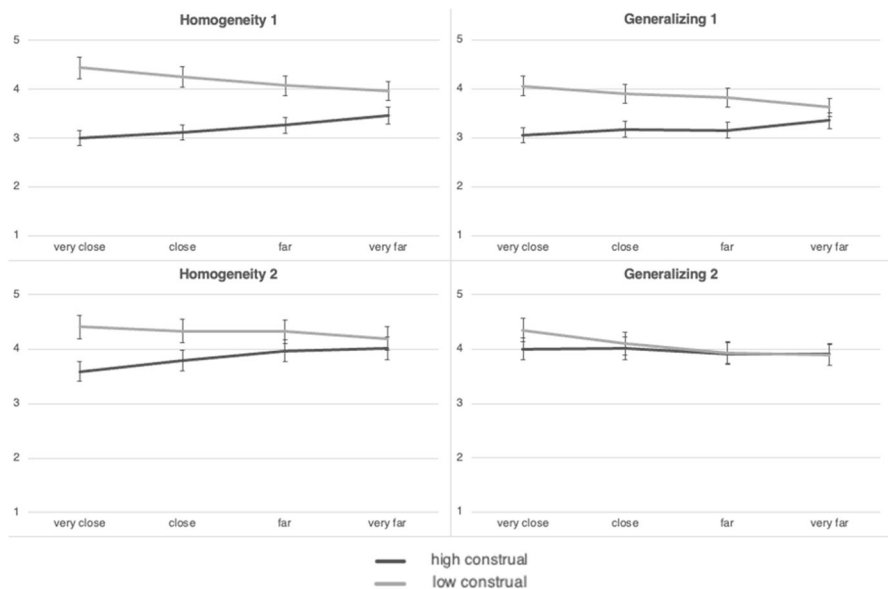 Homogeneity 1
5
4
3
2
1
very close close far very far
Generalizing 1
5
4
3
2
1
very close close far very far
Homogeneity 2
5
4
3
2
1
very close close far very far
Generalizing 2
5
4
3
2
1
very close close far very far
high construal
low construal